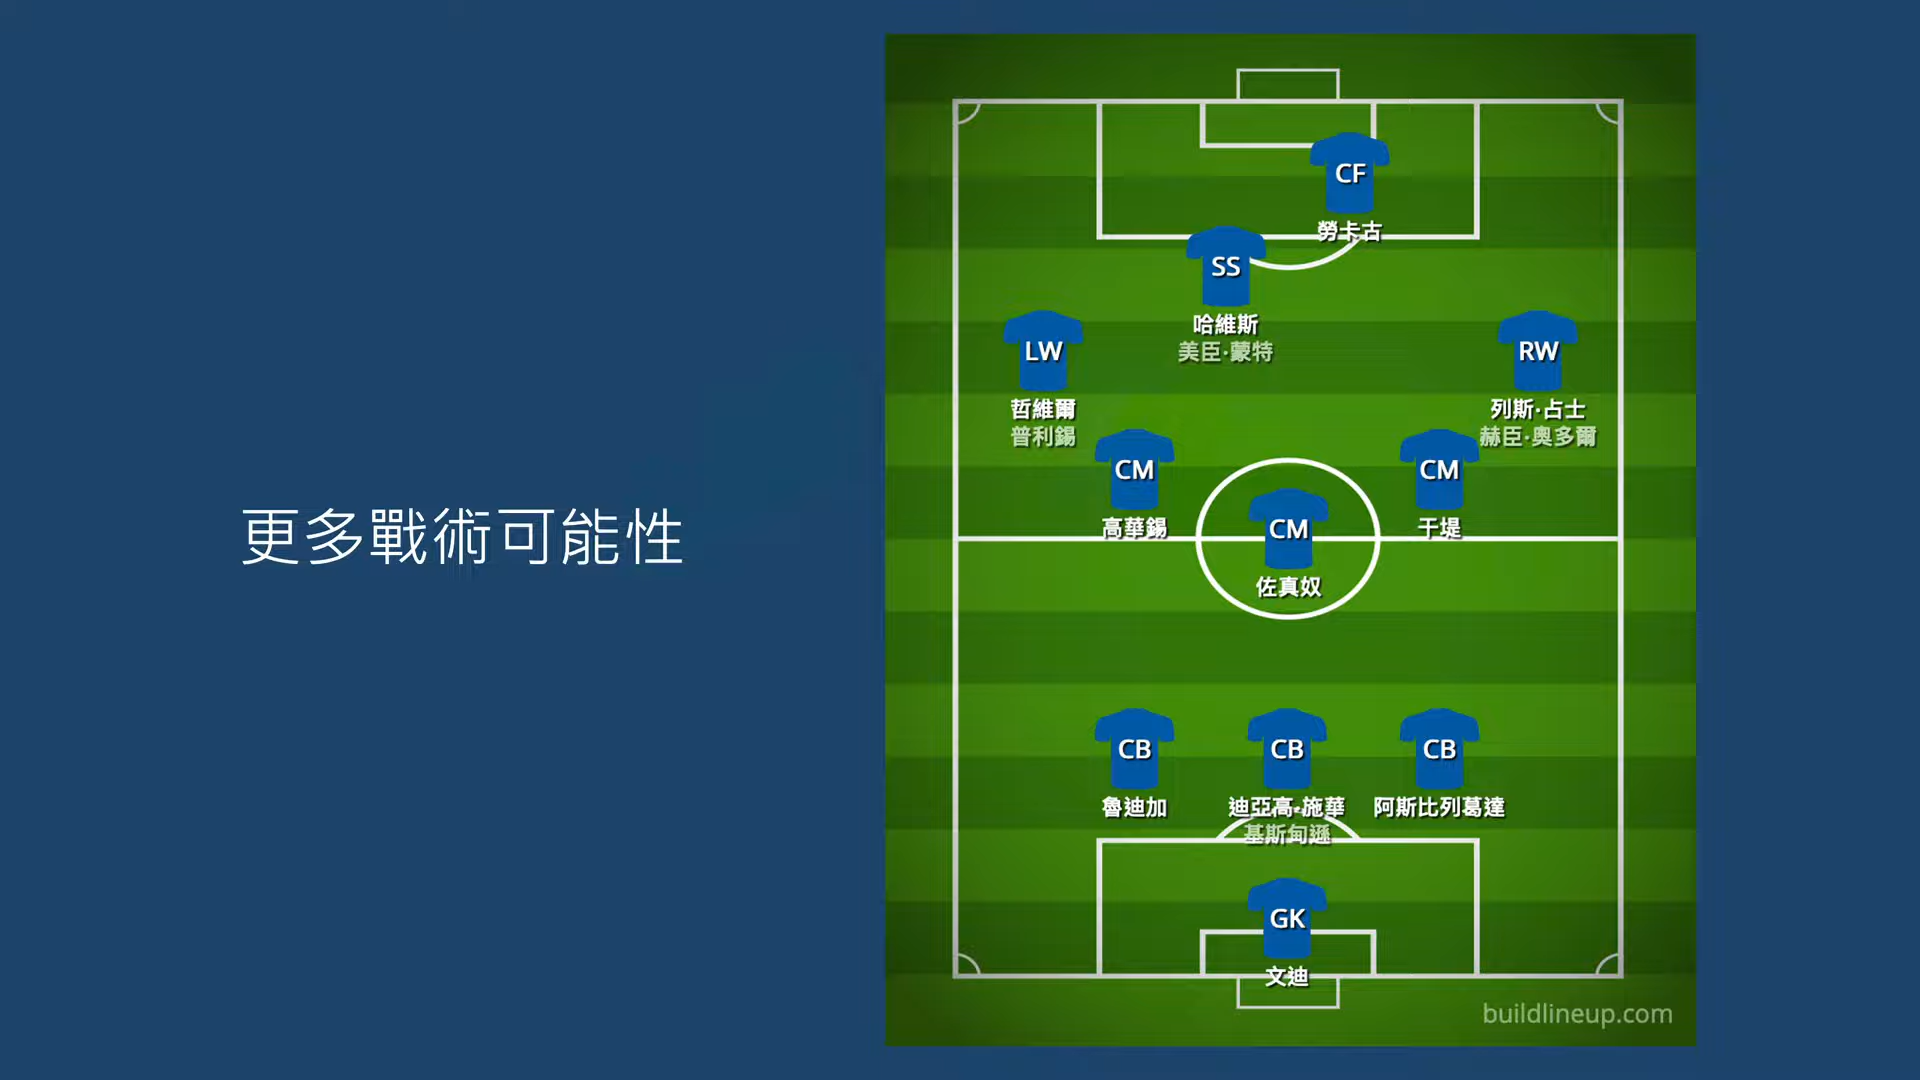 更多戰術可能性
CF
勞卡古
SS
哈維斯
美臣·蒙特
LW
哲維爾
普利錫
RW
列斯·占士
赫臣·奧多爾
CM
高華錫
CM
干堤
CM
佐真奴
CB
魯迪加
CB
迪亞高·施華
基斯甸遜
CB
阿斯比列葛達
GK
文迪
buildlineup.com